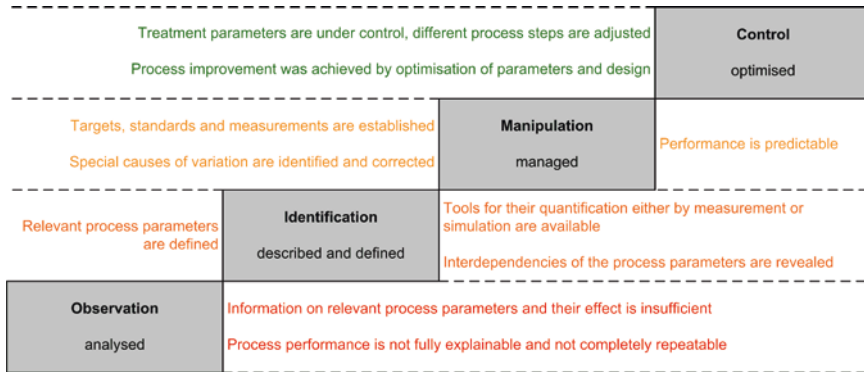 Treatment parameters are under control, different process steps are adjusted
Process improvement was achieved by optimisation of parameters and design
Control
optimised
Targets, standards and measurements are established
Special causes of variation are identified and corrected
Manipulation
managed
Performance is predictable
Relevant process parameters
are defined
Identification
described and defined
Tools for their quantification either by measurement or
simulation are available
Interdependencies of the process parameters are revealed
Observation
analysed
Information on relevant process parameters and their effect is insufficient
Process performance is not fully explainable and not completely repeatable